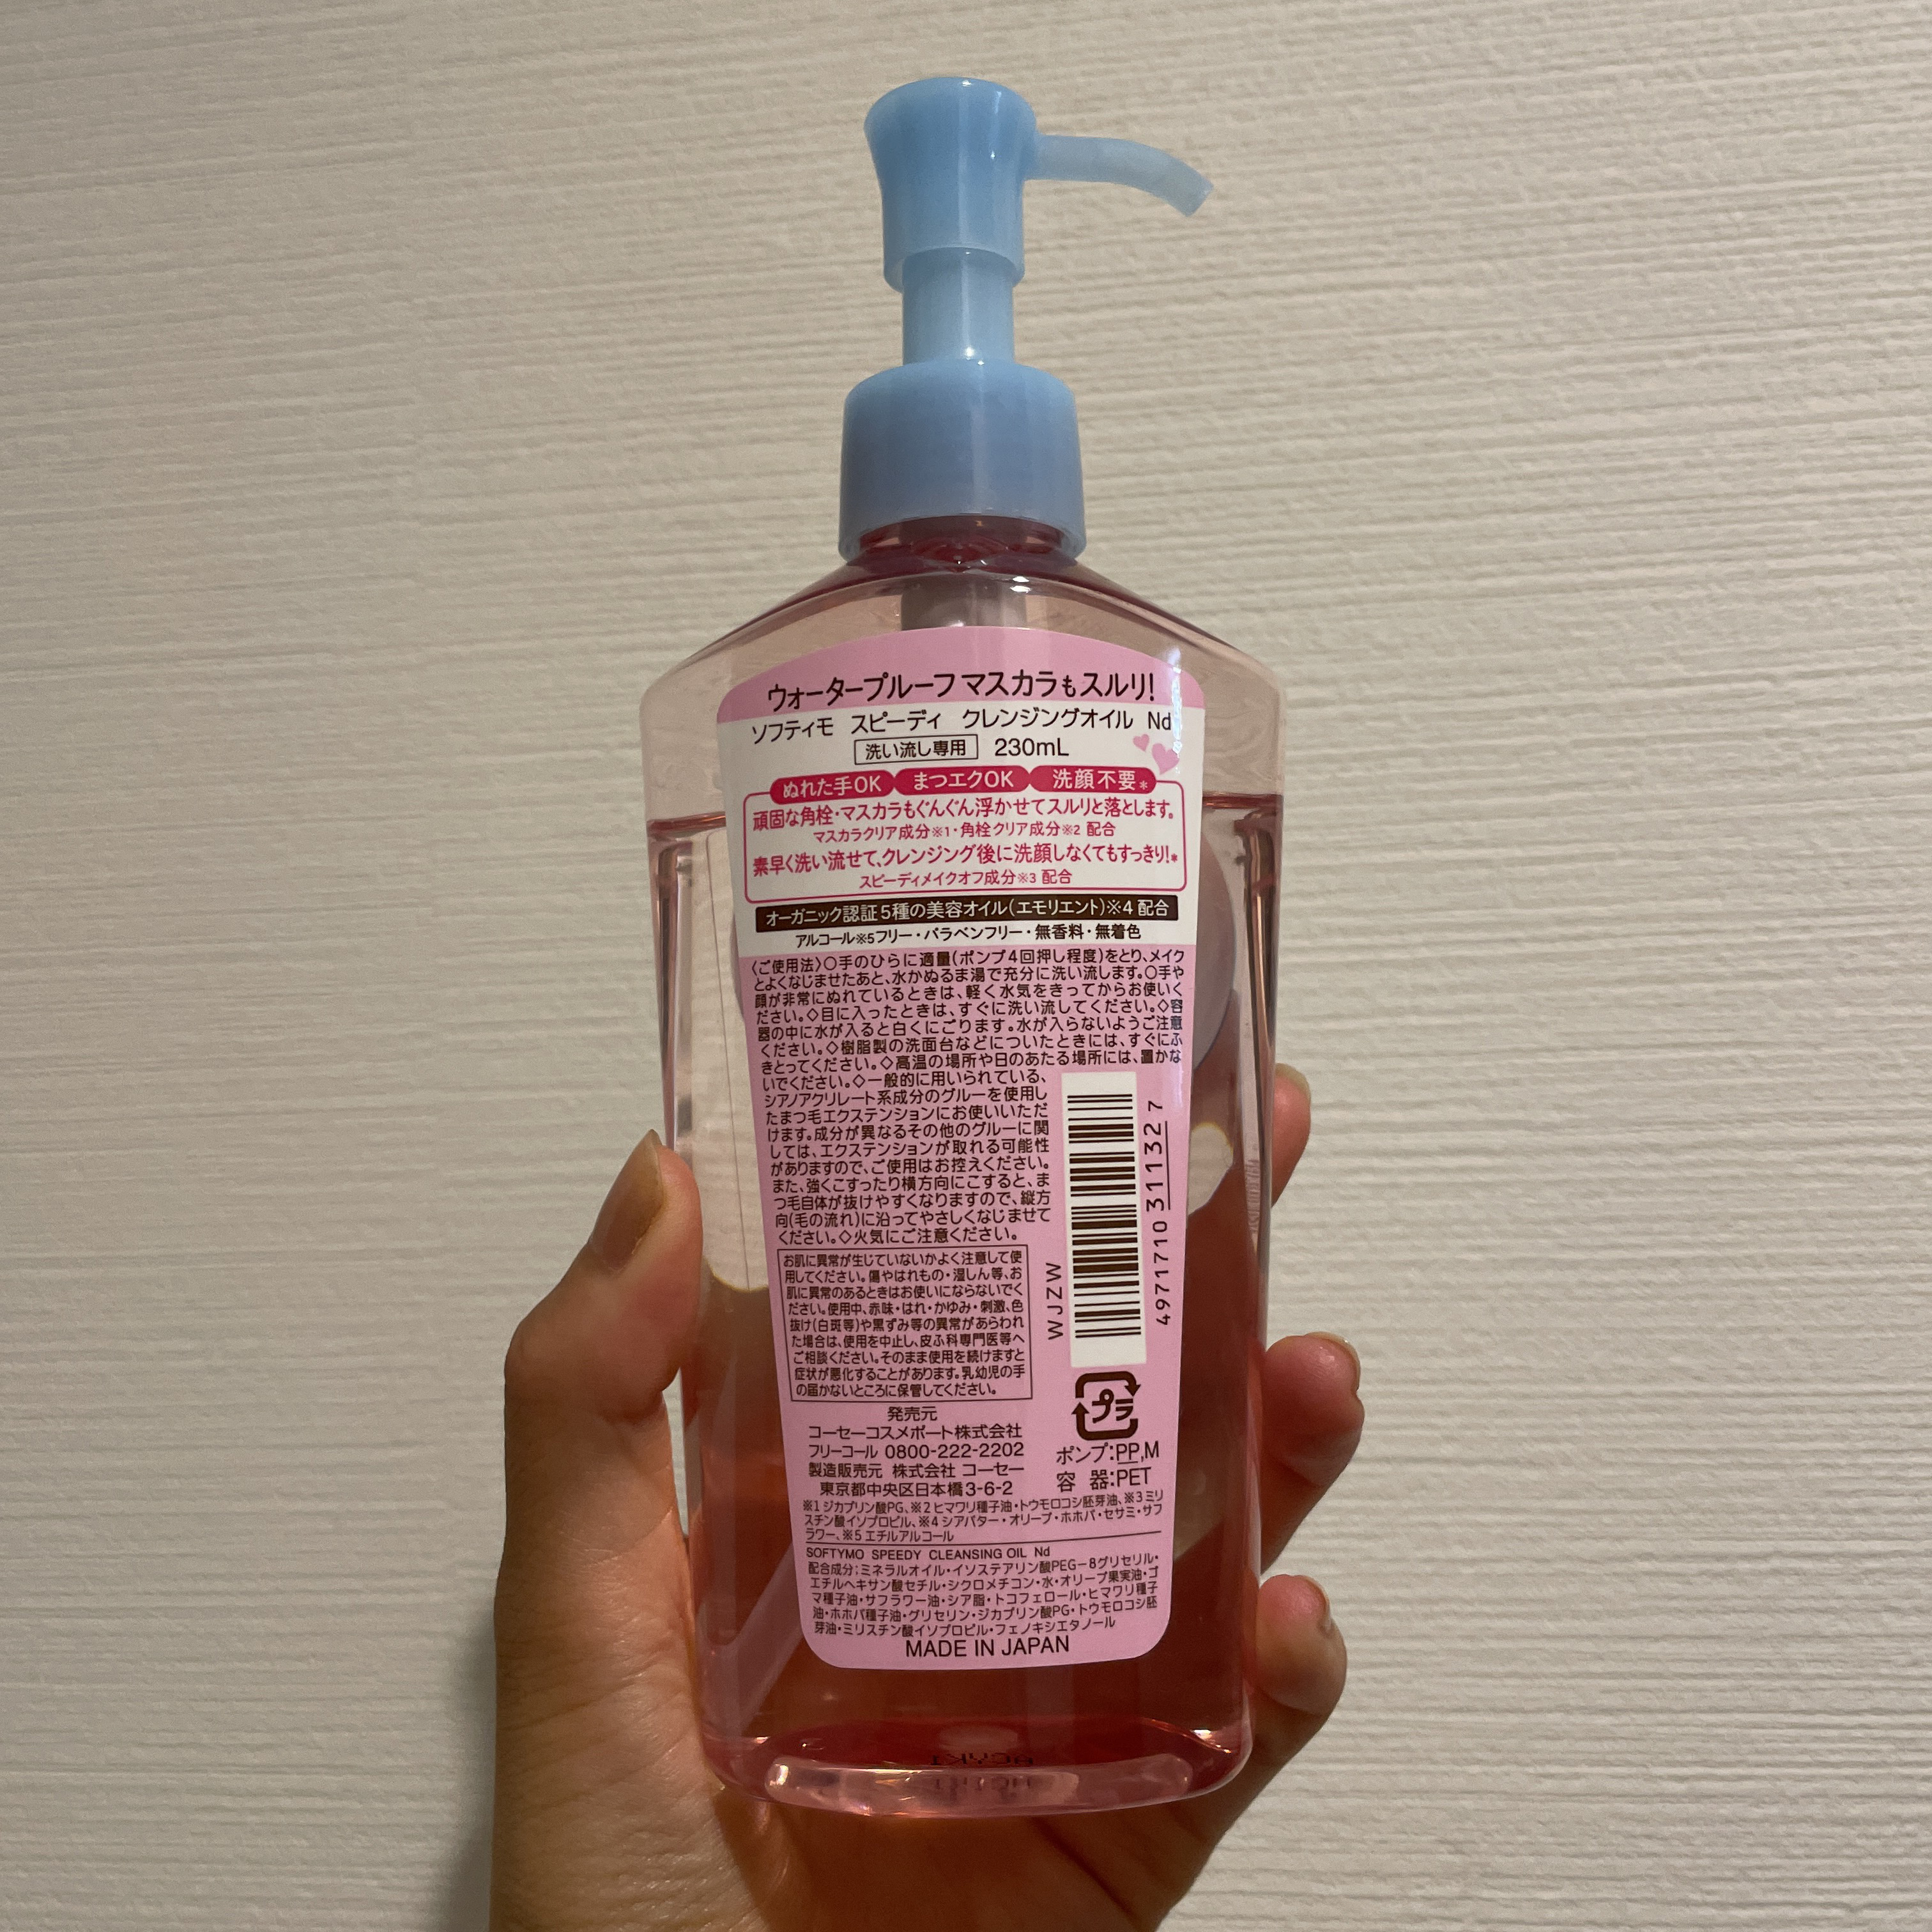 ウォータープルーフマスカラもスルリ!
ソフティモ スピーディ クレンジングオイル Nd
洗い流し専用 230mL
ぬれた手OK まつエクOK 洗顔不要*
頑固な角栓・マスカラもぐんぐん浮かせてスルリと落とします。
マスカラクリア成分※1・角栓クリア成分※2 配合
素早く洗い流せて、クレンジング後に洗顔しなくてもすっきり!*
スピーディメイクオフ成分※3 配合
オーガニック認証5種の美容オイル(エモリエント)※4 配合
アルコール※5フリー・パラベンフリー・無香料・無着色
〈ご使用法〉○手のひらに適量(ポンプ4回押し程度)をとり、メイク
とよくなじませたあと、水かぬるま湯で充分に洗い流します。○手や
顔が非常にぬれているときは、軽く水気をきってからお使いく
ださい。◇目に入ったときは、すぐに洗い流してください。◇容
器の中に水が入ると白くにごります。水が入らないようご注意
ください。◇樹脂製の洗面台などについたときには、すぐにふ
きとってください。◇高温の場所や日のあたる場所には、置かな
いでください。◇一般的に用いられている、
シアノアクリレート系成分のグルーを使用し
たまつ毛エクステンションにお使いいただ
けます。成分が異なるその他のグルーに関
しては、エクステンションが取れる可能性
がありますので、ご使用はお控えください。
また、強くこすったり横方向にこすると、ま
つ毛自体が抜けやすくなりますので、縦方
向(毛の流れ)に沿ってやさしくなじませて
ください。◇火気にご注意ください。
お肌に異常が生じていないかよく注意して使
用してください。傷やはれもの・湿しん等、お
肌に異常のあるときはお使いにならないでく
ださい。使用中、赤味・はれ・かゆみ・刺激、色
抜け(白斑等)や黒ずみ等の異常があらわれ
た場合は、使用を中止し、皮ふ科専門医等へ
ご相談ください。そのまま使用を続けますと
症状が悪化することがあります。乳幼児の手
の届かないところに保管してください。
WJZW
4971710 311327
発売元
コーセーコスメポート株式会社
フリーコール 0800-222-2202
製造販売元 株式会社 コーセー
東京都中央区日本橋3-6-2
プラ
ポンプ:PP,M
容 器:PET
※1 ジカプリン酸PG、※2 ヒマワリ種子油・トウモロコシ胚芽油、※3 ミリ
スチン酸イソプロピル、※4 シアバター・オリーブ・ホホバ・セサミ・サフ
ラワー、※5 エチルアルコール
SOFTYMO SPEEDY CLEANSING OIL Nd
配合成分;ミネラルオイル・イソステアリン酸PEG-8グリセリル・
エチルヘキサン酸セチル・シクロメチコン・水・オリーブ果実油・ゴ
マ種子油・サフラワー油・シア脂・トコフェロール・ヒマワリ種子
油・ホホバ種子油・グリセリン・ジカプリン酸PG・トウモロコシ胚
芽油・ミリスチン酸イソプロピル・フェノキシエタノール
MADE IN JAPAN